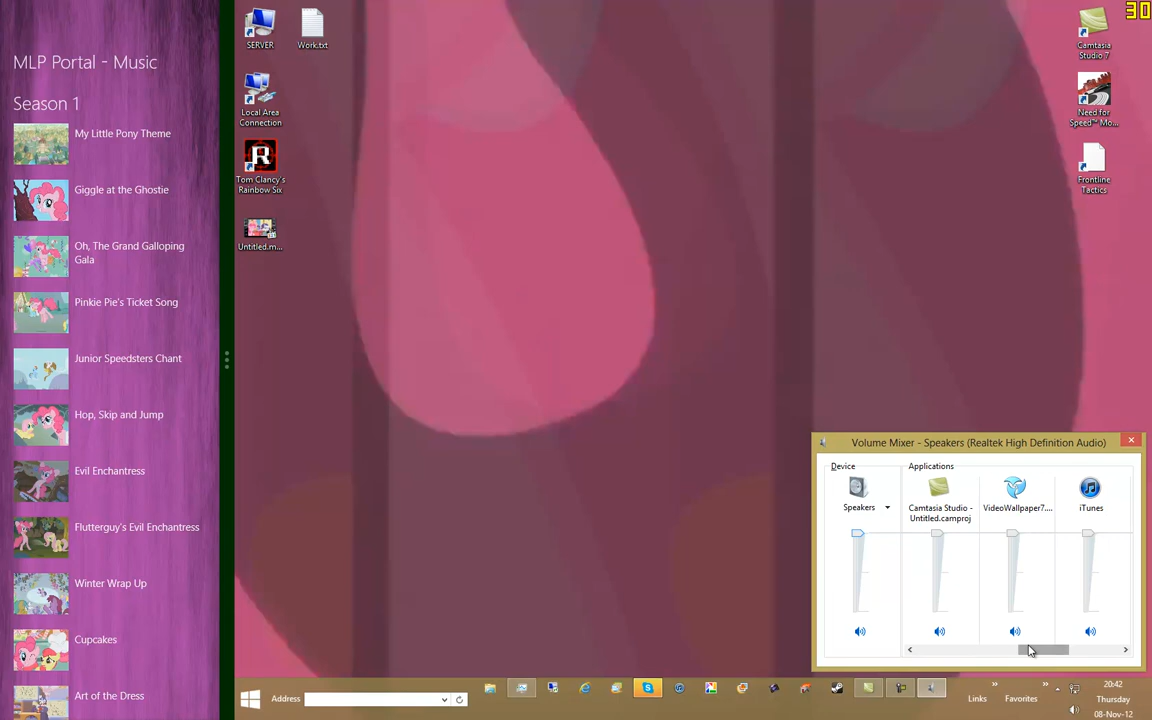 MLP Portal - Music
Season 1
My Little Pony Theme
Giggle at the Ghostie
Oh, The Grand Galloping
Gala
Pinkie Pie's Ticket Song
Junior Speedsters Chant
Hop, Skip and Jump
Evil Enchantress
Flutterguy's Evil Enchantress
Winter Wrap Up
Cupcakes
Art of the Dress
SERVER
Work.txt
Local Area
Connection
Tom Clancy's
Rainbow Six
Untitled.m...
30
Camtasia
Studio 7
Need for
Speed™ Mo...
Frontline
Tactics
Volume Mixer - Speakers (Realtek High Definition Audio)
Device
Applications
Speakers
Camtasia Studio -
Untitled.camproj
VideoWallpaper7....
iTunes
Address
Links
Favorites
20:42
Thursday
08-Nov-12